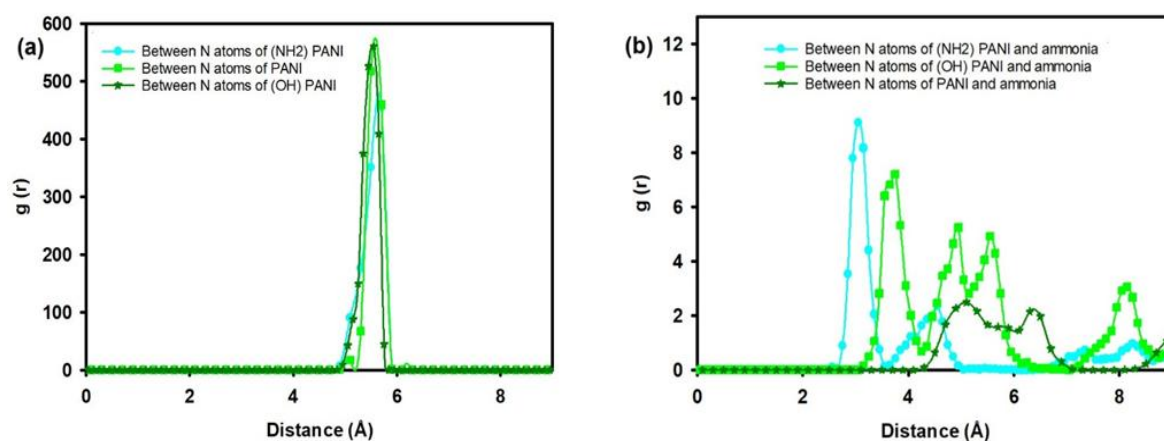 (a)
Between N atoms of (NH2) PANI
Between N atoms of PANI
Between N atoms of (OH) PANI
600
500
400
300
200
100
0
g (r)
0 2 4 6 8
Distance (Å)
(b)
Between N atoms of (NH2) PANI and ammonia
Between N atoms of (OH) PANI and ammonia
Between N atoms of PANI and ammonia
12
10
8
6
4
2
0
g (r)
0 2 4 6 8
Distance (Å)